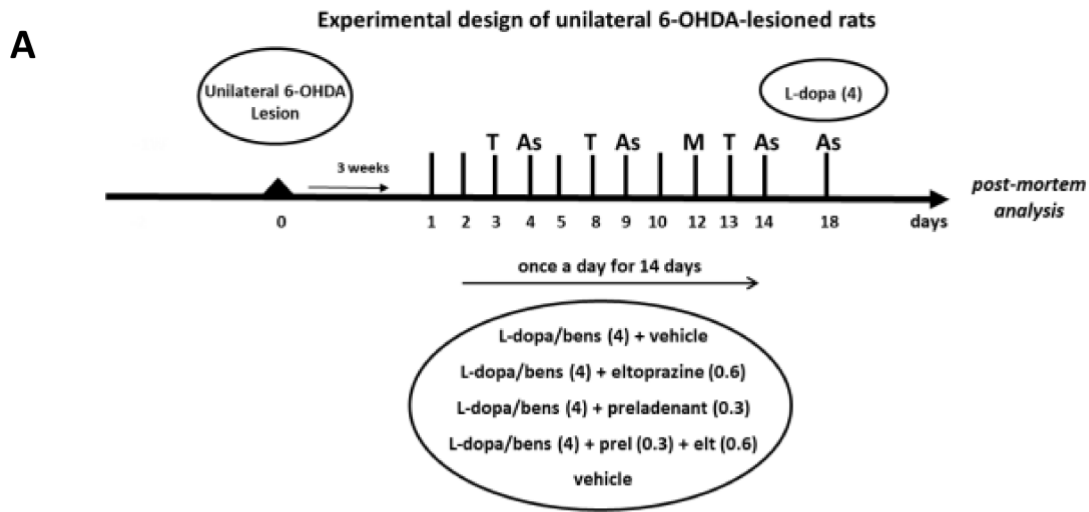 Experimental design of unilateral 6-OHDA-lesioned rats
A
Unilateral 6-OHDA
Lesion
L-dopa (4)
3 weeks
T As T As M T As As
0 1 2 3 4 5 8 9 10 12 13 14 18 days
post-mortem
analysis
once a day for 14 days
L-dopa/bens (4) + vehicle
L-dopa/bens (4) + eltoprazine (0.6)
L-dopa/bens (4) + preladenant (0.3)
L-dopa/bens (4) + prel (0.3) + elt (0.6)
vehicle